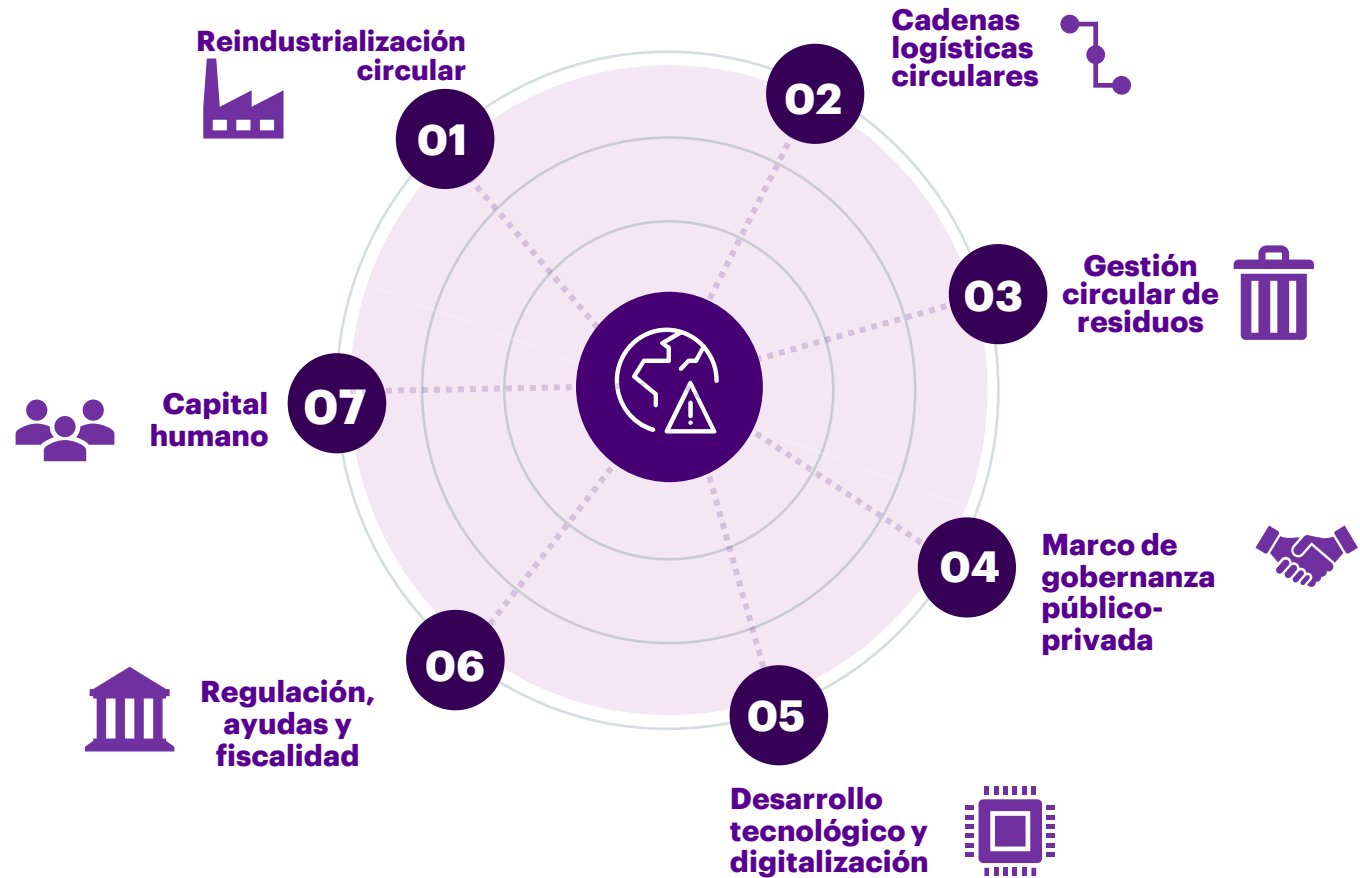 Reindustrialización
circular
01
Cadenas
logísticas
circulares
02
Gestión
circular de
residuos
03
Marco de
gobernanza
público-
privada
04
Desarrollo
tecnológico y
digitalización
05
Regulación,
ayudas y
fiscalidad
06
Capital
humano
07